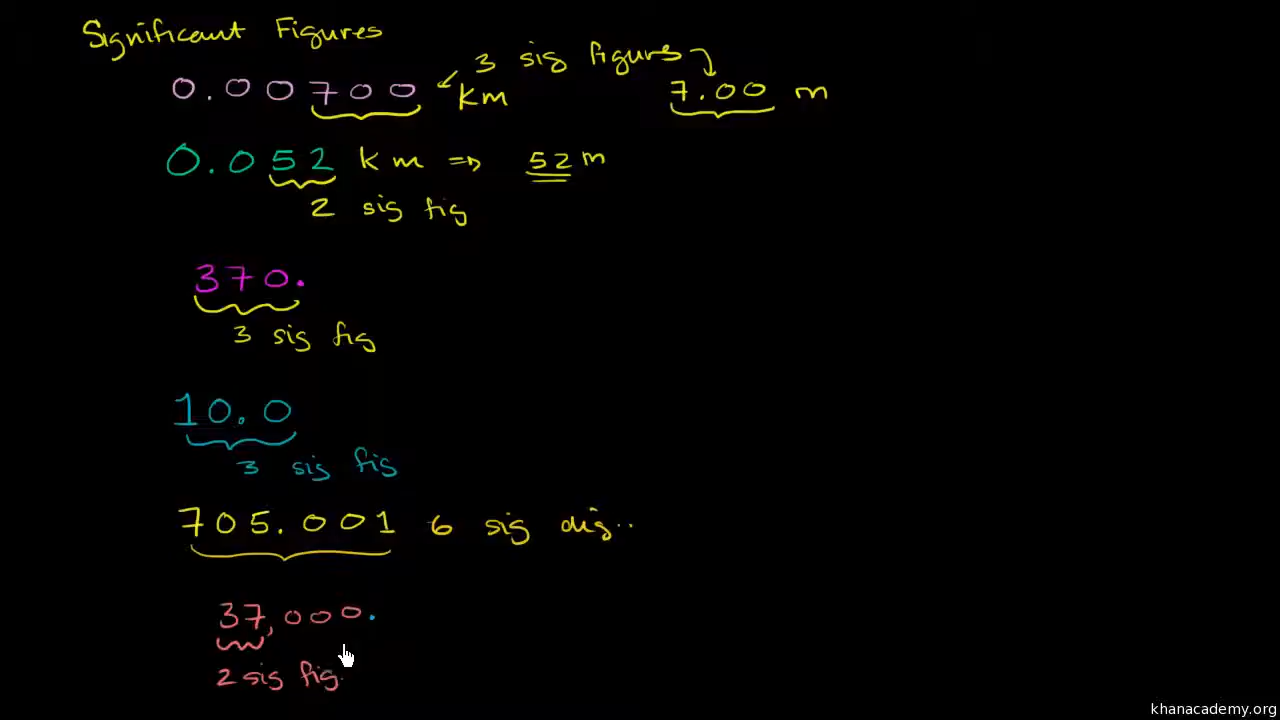 Significant Figures
3 sig figures
0.00700 km 7.00 m
0.052 km => 52 m
2 sig fig
370.
3 sig fig
10.0
3 sig fig
705.001 6 sig dig..
37,000.
2 sig fig.
khanacademy.org